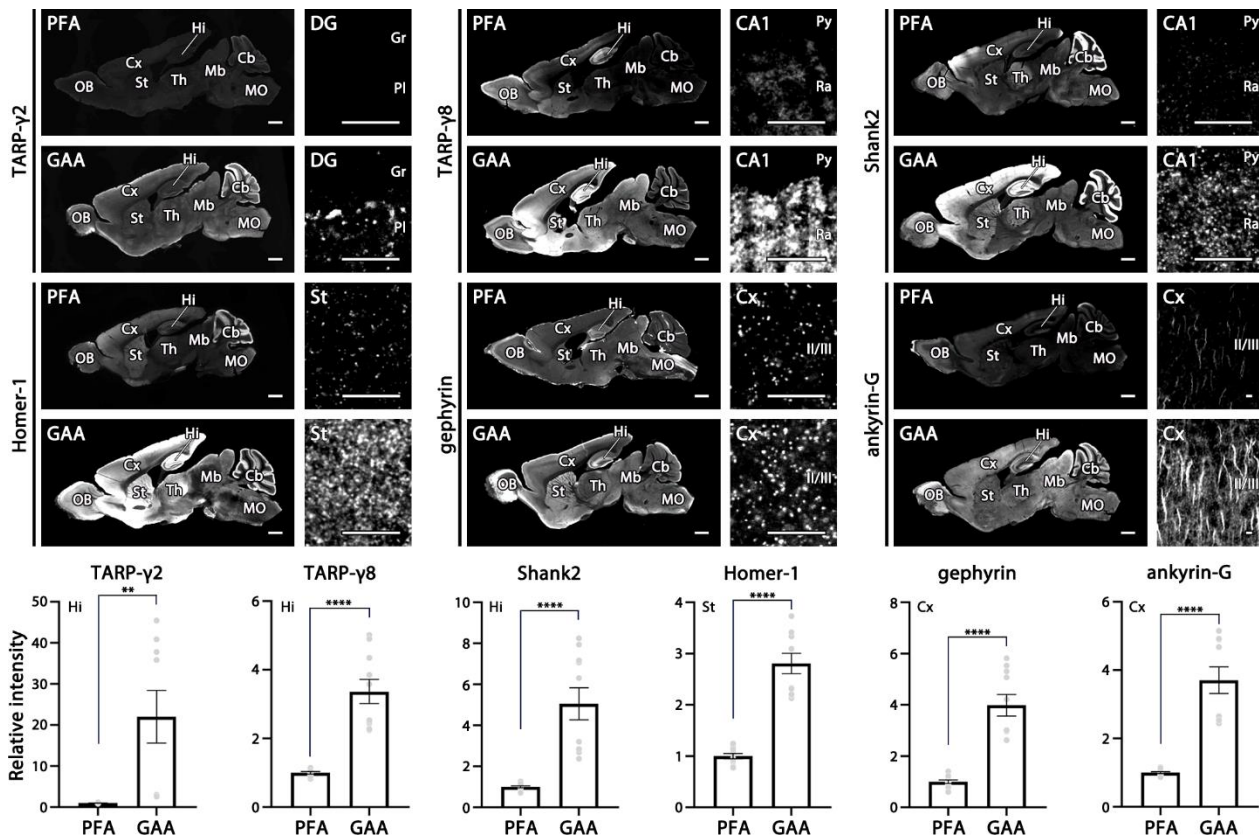 TARP-γ2
PFA
OB
Cx
St
Hi
Th
Mb
Cb
MO
DG
Gr
Pl
GAA
OB
Cx
St
Hi
Th
Mb
Cb
MO
DG
Gr
Pl
TARP-γ8
PFA
OB
Cx
St
Hi
Th
Mb
Cb
MO
CA1
Py
Ra
GAA
OB
Cx
St
Hi
Th
Mb
Cb
MO
CA1
Py
Ra
Shank2
PFA
OB
Cx
St
Hi
Th
Mb
Cb
MO
CA1
Py
Ra
GAA
OB
Cx
St
Hi
Th
Mb
Cb
MO
CA1
Py
Ra
Homer-1
PFA
OB
Cx
St
Hi
Th
Mb
Cb
MO
St
GAA
OB
Cx
St
Hi
Th
Mb
Cb
MO
St
gephyrin
PFA
OB
Cx
St
Hi
Th
Mb
Cb
MO
Cx
II/III
GAA
OB
Cx
St
Hi
Th
Mb
Cb
MO
Cx
II/III
ankyrin-G
PFA
OB
Cx
St
Hi
Th
Mb
Cb
MO
Cx
II/III
GAA
OB
Cx
St
Hi
Th
Mb
Cb
MO
Cx
II/III
Relative intensity
TARP-γ2
Hi
**
50
40
30
20
10
0
PFA GAA
TARP-γ8
Hi
****
6
4
2
0
PFA GAA
Shank2
Hi
****
10
8
6
4
2
0
PFA GAA
Homer-1
St
****
4
3
2
1
0
PFA GAA
gephyrin
Cx
****
8
6
4
2
0
PFA GAA
ankyrin-G
Cx
****
6
4
2
0
PFA GAA